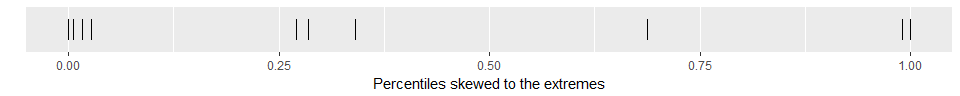 0.00 0.25 0.50 0.75 1.00
Percentiles skewed to the extremes